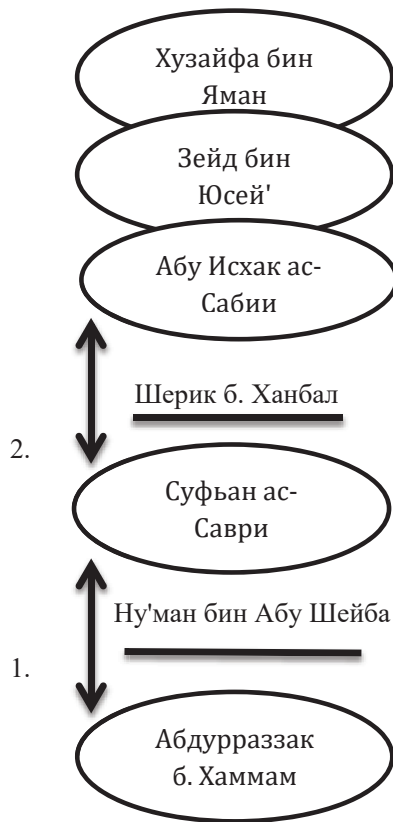 Хузайфа бин
Яман
Зейд бин
Юсей'
Абу Исхак ас-
Сабии
Шерик б. Ханбал
2.
Суфьан ас-
Саври
Ну'ман бин Абу Шейба
1.
Абдурраззак
б. Хаммам